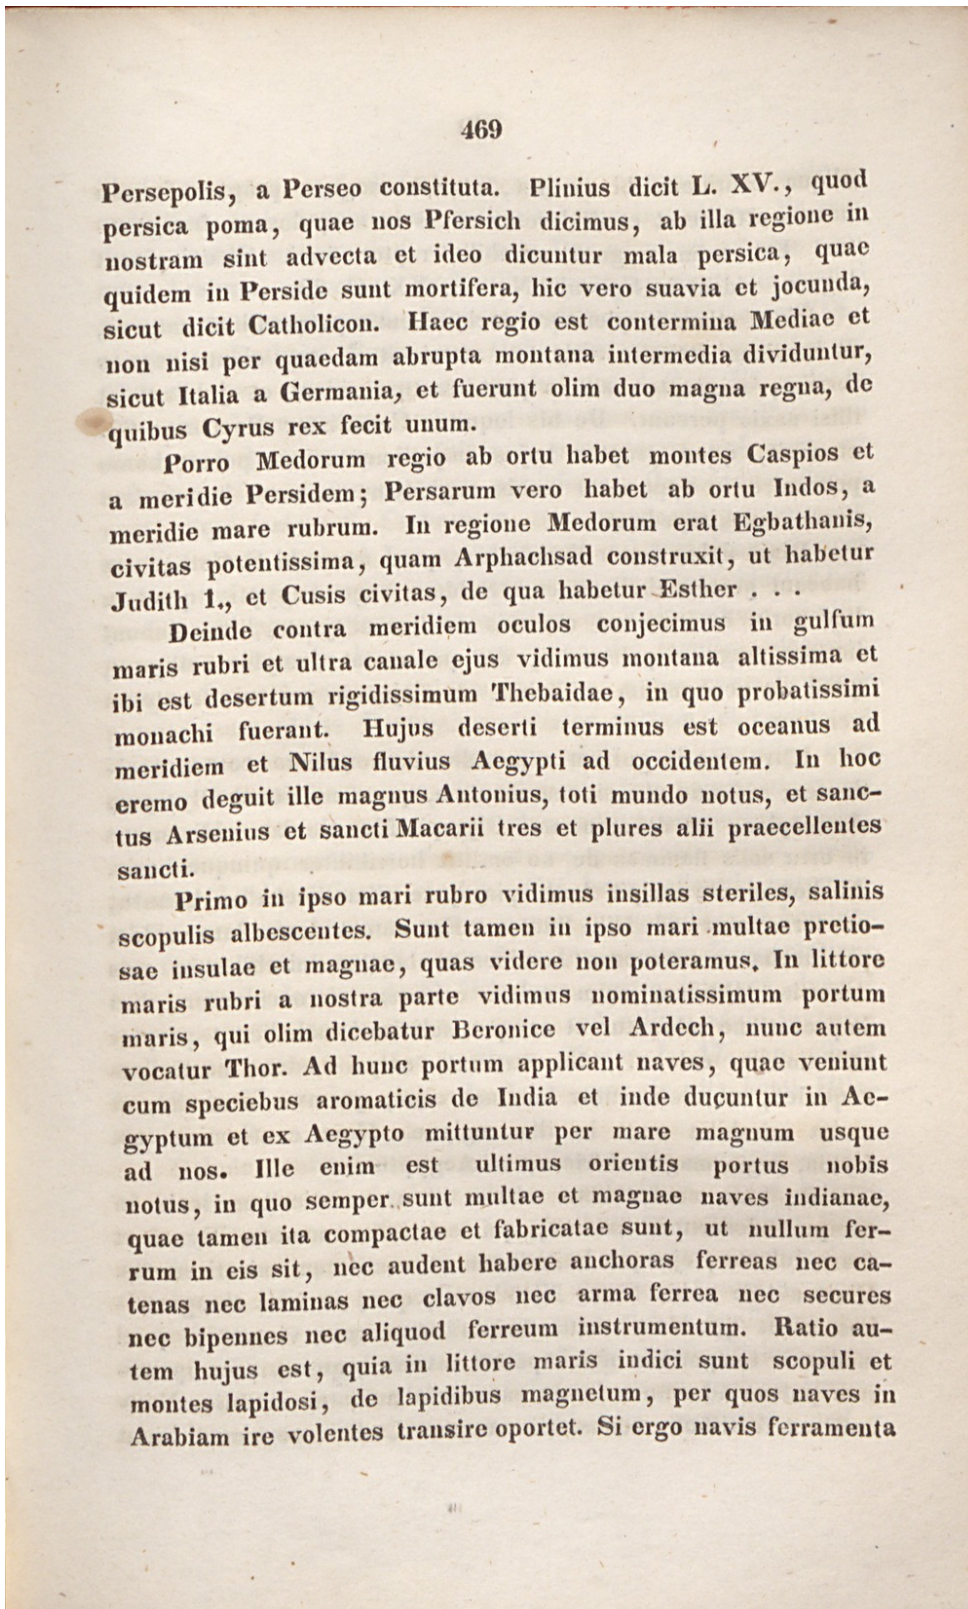 469
Persepolis, a Perseo constituta. Plinius dicit L. XV., quod
persica poma, quae nos Pfersich dicimus, ab illa regione in
nostram sint advecta et ideo dicuntur mala persica, quae
quidem in Perside sunt mortifera, hic vero suavia et jocunda,
sicut dicit Catholicon. Haec regio est contermina Mediae et
non nisi per quaedam abrupta montana intermedia dividuntur,
sicut Italia a Germania, et fuerunt olim duo magna regna, de
quibus Cyrus rex fecit unum.
Porro Medorum regio ab ortu habet montes Caspios et
a meridie Persidem; Persarum vero habet ab ortu Indos, a
meridie mare rubrum. In regione Medorum erat Egbathanis,
civitas potentissima, quam Arphachsad construxit, ut habetur
Judith 1., et Cusis civitas, de qua habetur Esther . . .
Deinde contra meridiem oculos conjecimus in gulfum
maris rubri et ultra canale ejus vidimus montana altissima et
ibi est desertum rigidissimum Thebaidae, in quo probatissimi
monachi fuerant. Hujus deserti terminus est oceanus ad
meridiem et Nilus fluvius Aegypti ad occidentem. In hoc
eremo deguit ille magnus Antonius, toti mundo notus, et sanc-
tus Arsenius et sancti Macarii tres et plures alii praecellentes
sancti.
Primo in ipso mari rubro vidimus insillas steriles, salinis
scopulis albescentes. Sunt tamen in ipso mari multae pretio-
sae insulae et magnae, quas videre non poteramus. In littore
maris rubri a nostra parte vidimus nominatissimum portum
maris, qui olim dicebatur Beronice vel Ardech, nunc autem
vocatur Thor. Ad hunc portum applicant naves, quae veniunt
cum speciebus aromaticis de India et inde ducuntur in Ae-
gyptum et ex Aegypto mittuntur per mare magnum usque
ad nos. Ille enim est ultimus orientis portus nobis
notus, in quo semper sunt multae et magnae naves indianae,
quae tamen ita compactae et fabricatae sunt, ut nullum fer-
rum in eis sit, nec audent habere anchoras ferreas nec ca-
tenas nec laminas nec clavos nec arma ferrea nec secures
nec bipennes nec aliquod ferreum instrumentum. Ratio au-
tem hujus est, quia in littore maris indici sunt scopuli et
montes lapidosi, de lapidibus magnetum, per quos naves in
Arabiam ire volentes transire oportet. Si ergo navis ferramenta